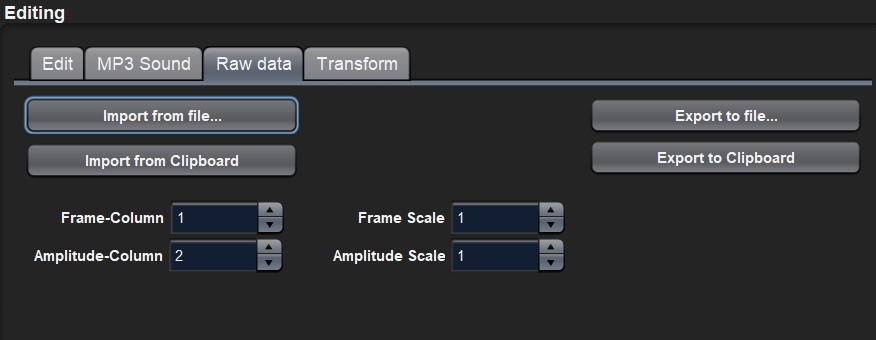 Editing
Edit MP3 Sound Raw data Transform
Import from file... Export to file...
Import from Clipboard Export to Clipboard
Frame-Column 1 Frame Scale 1
Amplitude-Column 2 Amplitude Scale 1